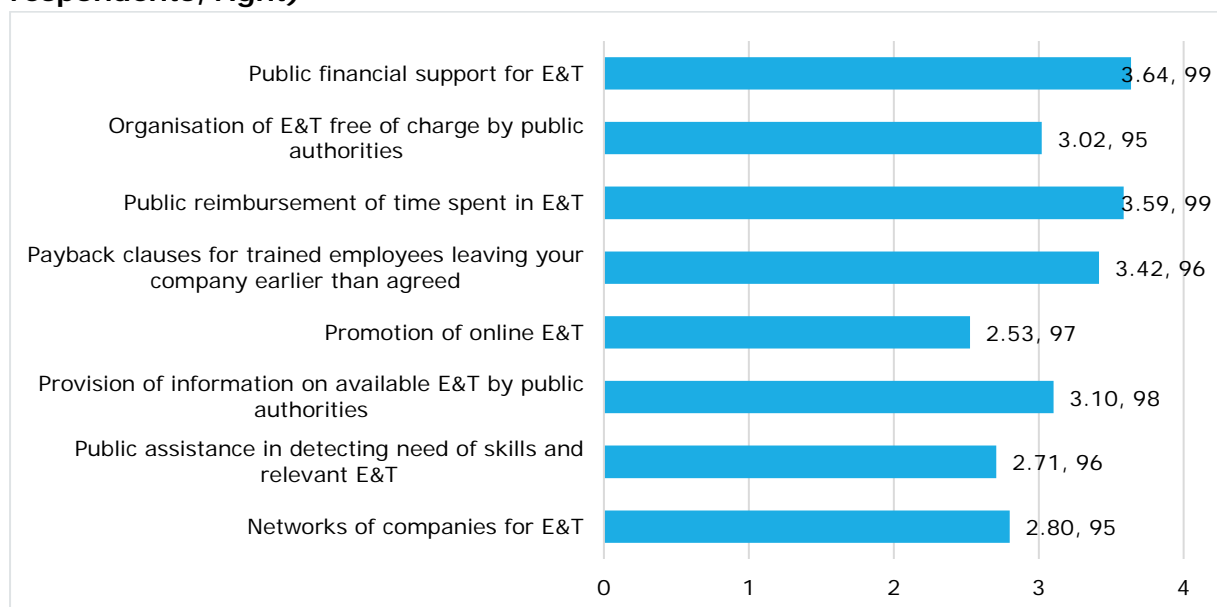 respondents, right)
Public financial support for E&T
3.64, 99
Organisation of E&T free of charge by public
authorities
3.02, 95
Public reimbursement of time spent in E&T
3.59, 99
Payback clauses for trained employees leaving your
company earlier than agreed
3.42, 96
Promotion of online E&T
2.53, 97
Provision of information on available E&T by public
authorities
3.10, 98
Public assistance in detecting need of skills and
relevant E&T
2.71, 96
Networks of companies for E&T
2.80, 95
0 1 2 3 4